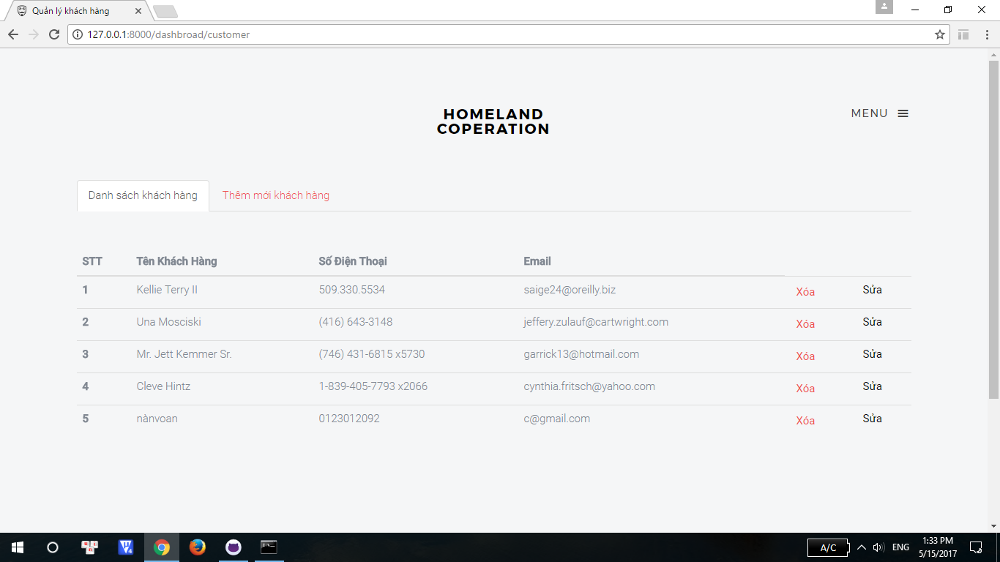 Quản lý khách hàng
127.0.0.1:8000/dashbroad/customer
HOMELAND
COPERATION
MENU
Danh sách khách hàng Thêm mới khách hàng
STT Tên Khách Hàng Số Điện Thoại Email
1 Kellie Terry II 509.330.5534 saige24@oreilly.biz Xóa Sửa
2 Una Mosciski (416) 643-3148 jeffery.zulauf@cartwright.com Xóa Sửa
3 Mr. Jett Kemmer Sr. (746) 431-6815 x5730 garrick13@hotmail.com Xóa Sửa
4 Cleve Hintz 1-839-405-7793 x2066 cynthia.fritsch@yahoo.com Xóa Sửa
5 nànvoan 0123012092 c@gmail.com Xóa Sửa
A/C ENG 1:33 PM
5/15/2017